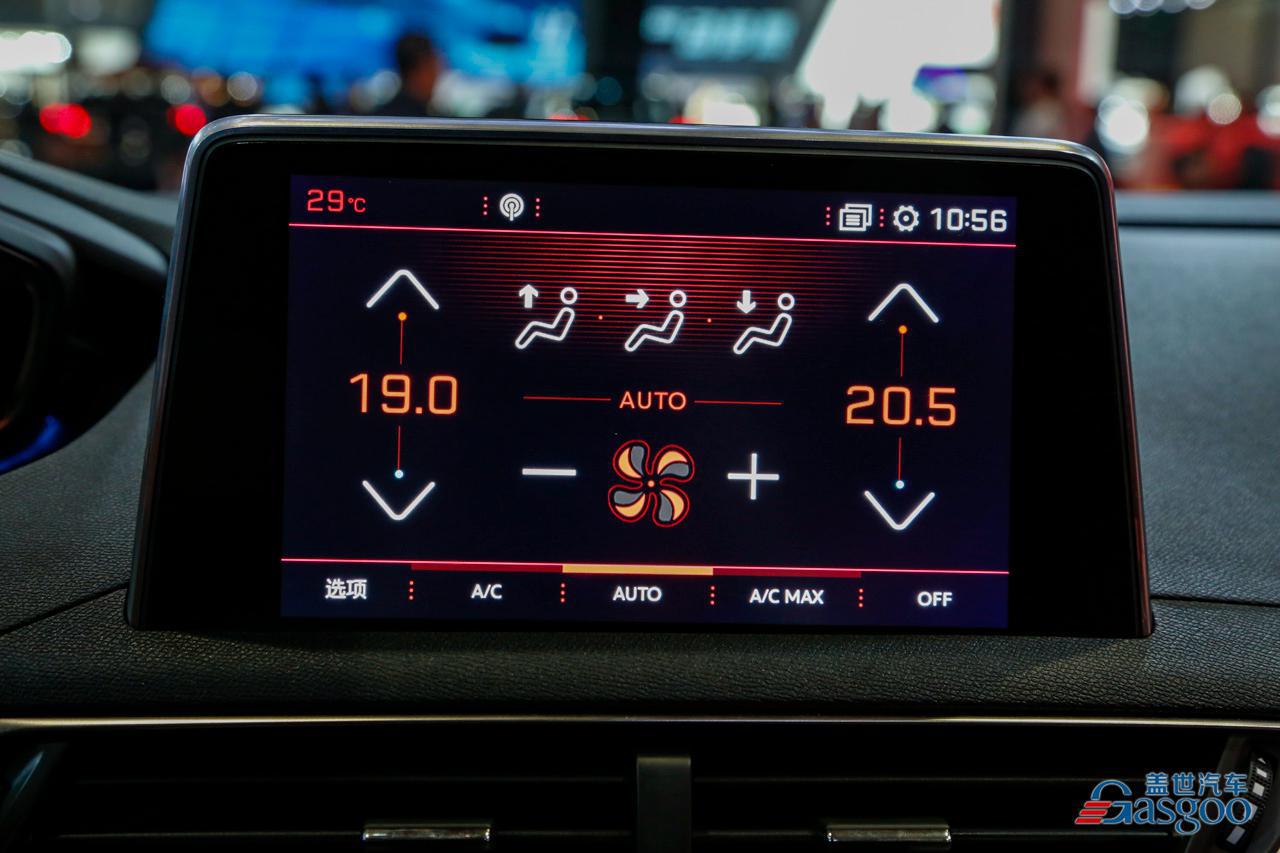 29°C 10:56
19.0 AUTO 20.5
选项 A/C AUTO A/C MAX OFF
盖世汽车
Gasgoo